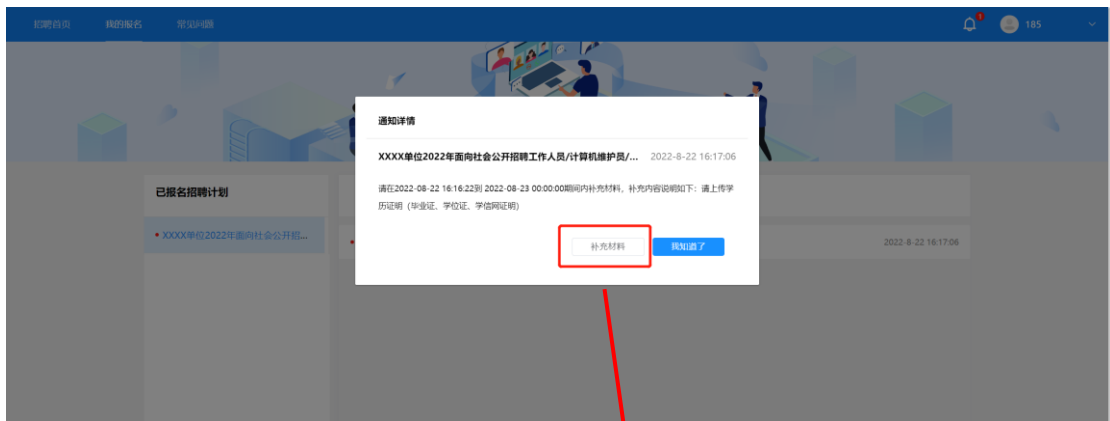 招聘首页 我的报名 常见问题 1 185
通知详情
XXXX单位2022年面向社会公开招聘工作人员/计算机维护员/... 2022-8-22 16:17:06
请在2022-08-22 16:16:22到 2022-08-23 00:00:00期间内补充材料，补充内容说明如下：请上传学
历证明（毕业证、学位证、学信网证明）
补充材料 我知道了
已报名招聘计划
XXXX单位2022年面向社会公开招... 2022-8-22 16:17:06